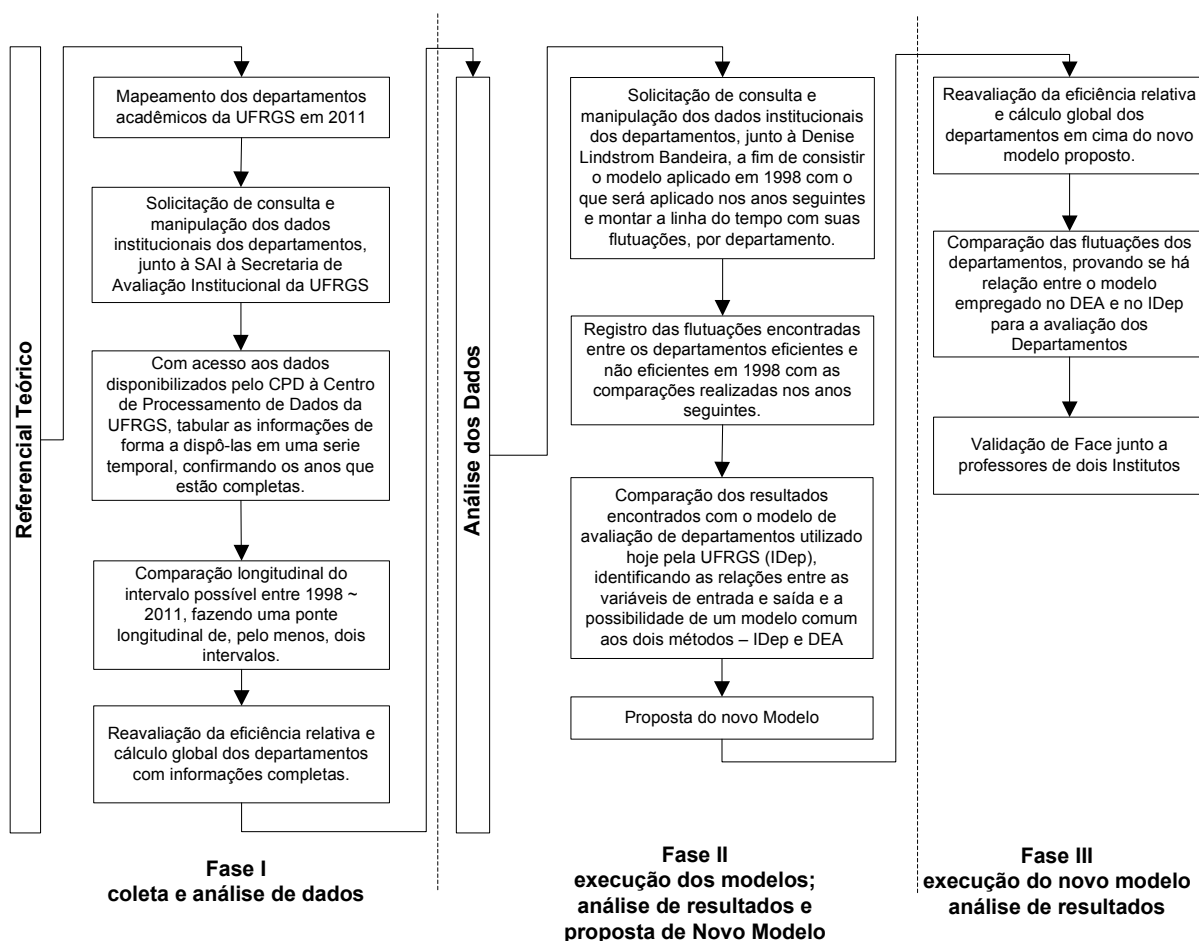 Referencial Teórico
Mapeamento dos departamentos
acadêmicos da UFRGS em 2011
Solicitação de consulta e
manipulação dos dados
institucionais dos departamentos,
junto à SAI à Secretaria de
Avaliação Institucional da UFRGS
Com acesso aos dados
disponibilizados pelo CPD à Centro
de Processamento de Dados da
UFRGS, tabular as informações de
forma a dispô-las em uma serie
temporal, confirmando os anos que
estão completas.
Comparação longitudinal do
intervalo possível entre 1998 ~
2011, fazendo uma ponte
longitudinal de, pelo menos, dois
intervalos.
Reavaliação da eficiência relativa e
cálculo global dos departamentos
com informações completas.
Fase I
coleta e análise de dados
Análise dos Dados
Solicitação de consulta e
manipulação dos dados institucionais
dos departamentos, junto à Denise
Lindstrom Bandeira, a fim de consistir
o modelo aplicado em 1998 com o
que será aplicado nos anos seguintes
e montar a linha do tempo com suas
flutuações, por departamento.
Registro das flutuações encontradas
entre os departamentos eficientes e
não eficientes em 1998 com as
comparações realizadas nos anos
seguintes.
Comparação dos resultados
encontrados com o modelo de
avaliação de departamentos utilizado
hoje pela UFRGS (IDep),
identificando as relações entre as
variáveis de entrada e saída e a
possibilidade de um modelo comum
aos dois métodos – IDep e DEA
Proposta do novo Modelo
Fase II
execução dos modelos;
análise de resultados e
proposta de Novo Modelo
Reavaliação da eficiência relativa
e cálculo global dos
departamentos em cima do novo
modelo proposto.
Comparação das flutuações dos
departamentos, provando se há
relação entre o modelo
empregado no DEA e no IDep
para a avaliação dos
Departamentos
Validação de Face junto a
professores de dois Institutos
Fase III
execução do novo modelo
análise de resultados